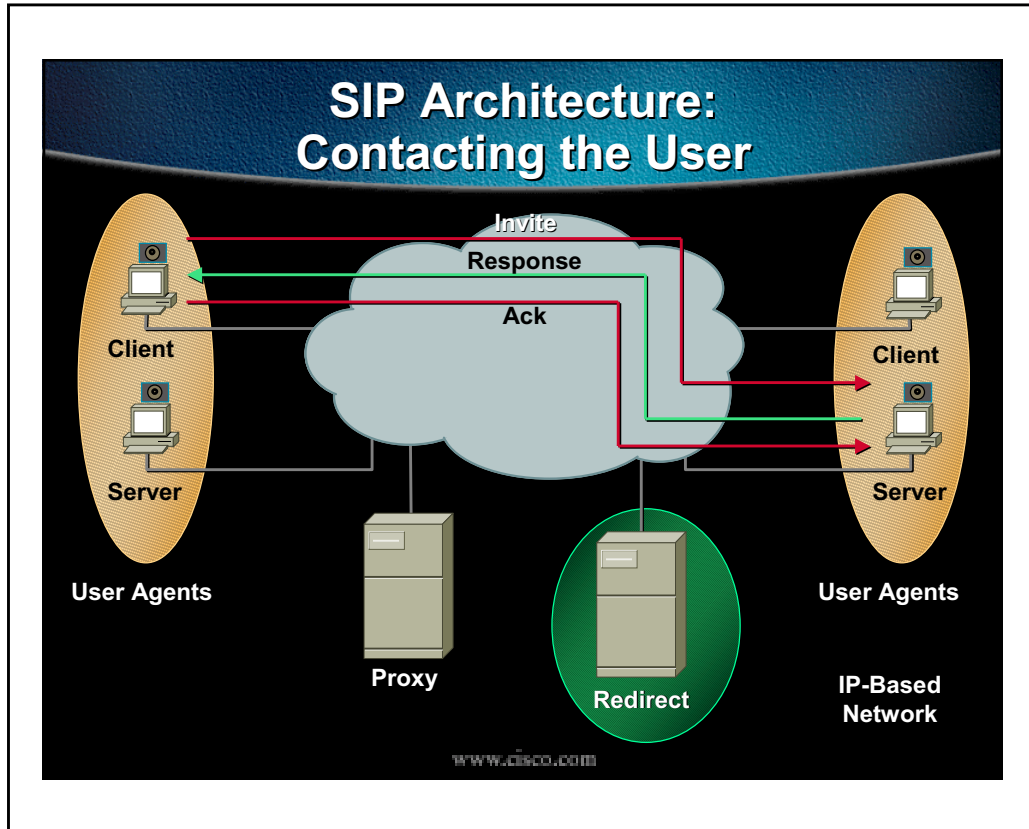 SIP Architecture:
Contacting the User
Invite
Response
Ack
Client
Client
Server
Server
User Agents
User Agents
Proxy
Redirect
IP-Based
Network
www.cisco.com